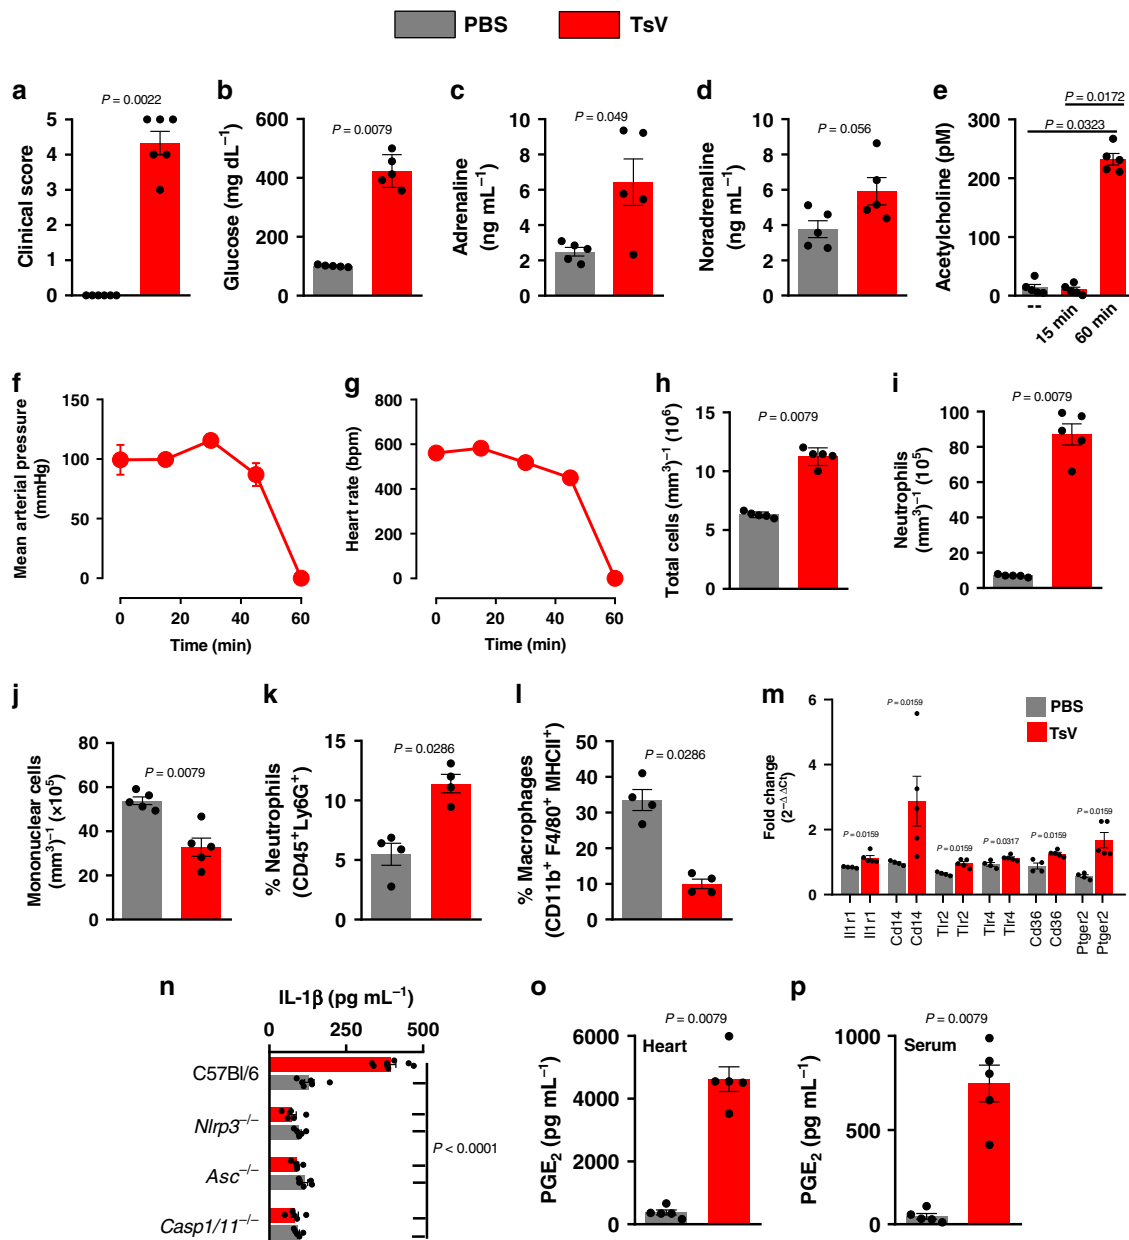 PBS TsV
a b c d e
P = 0.0022
Clinical score
5
4
3
2
1
0
P = 0.0079
Glucose (mg dL⁻¹)
600
400
200
0
P = 0.049
Adrenaline
(ng mL⁻¹)
10
8
6
4
2
0
P = 0.056
Noradrenaline
(ng mL⁻¹)
10
8
6
4
2
0
P = 0.0172
P = 0.0323
Acetylcholine (pM)
300
200
100
0
-- 15 min 60 min
f g h i
Mean arterial pressure
(mmHg)
150
100
50
0
0 20 40 60
Time (min)
Heart rate (bpm)
800
600
400
200
0
0 20 40 60
Time (min)
P = 0.0079
Total cells (mm³)⁻¹ (10⁶)
15
10
5
0
P = 0.0079
Neutrophils
(mm³)⁻¹ (10⁵)
100
80
60
40
20
0
j k l m
P = 0.0079
Mononuclear cells
(mm³)⁻¹ (×10⁵)
80
60
40
20
0
P = 0.0286
% Neutrophils
(CD45⁺Ly6G⁺)
15
10
5
0
P = 0.0286
% Macrophages
(CD11b⁺ F4/80⁺ MHCII⁺)
50
40
30
20
10
0
PBS
TsV
Fold change
(2^−Δ ΔCt)
6
4
2
0
P = 0.0159
P = 0.0159
P = 0.0159
P = 0.0317
P = 0.0159
P = 0.0159
Il1r1 Il1r1 Cd14 Cd14 Tlr2 Tlr2 Tlr4 Tlr4 Cd36 Cd36 Ptger2 Ptger2
n o p
IL-1β (pg mL⁻¹)
0 250 500
C57Bl/6
Nlrp3⁻/⁻
Asc⁻/⁻
Casp1/11⁻/⁻
P < 0.0001
P = 0.0079
Heart
PGE₂ (pg mL⁻¹)
6000
4000
2000
0
P = 0.0079
Serum
PGE₂ (pg mL⁻¹)
1000
500
0